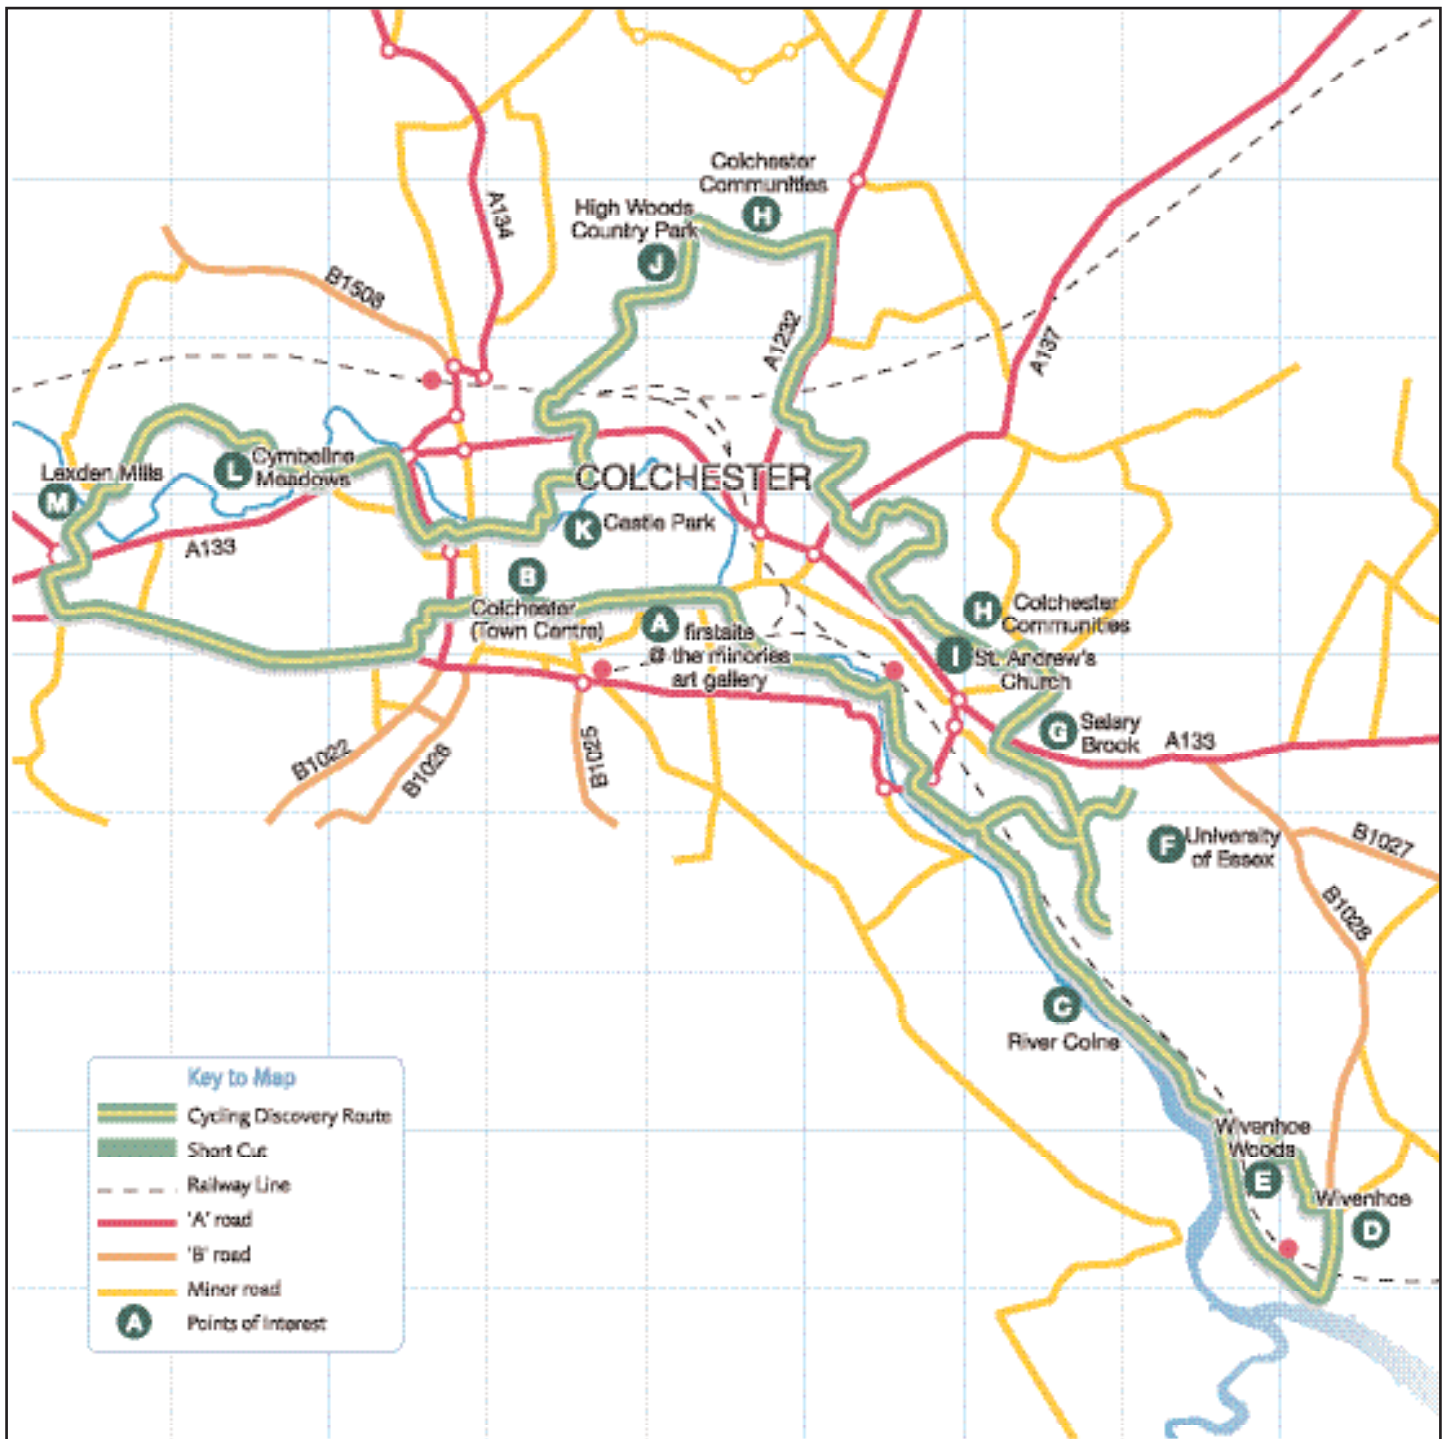 Colchester
Communities
H
High Woods
Country Park
J
A134
B1508
A1232
A137
Lexden Mills
M
L
Cymbeline
Meadows
COLCHESTER
K
Castle Park
A133
B
Colchester
(Town Centre)
A
firstsite
@ the minories
art gallery
H
Colchester
Communities
I
St. Andrew's
Church
G
Salary
Brook
A133
B1022
B1026
B1025
F
University
of Essex
B1027
B1028
C
River Colne
Wivenhoe
Woods
E
Wivenhoe
D
Key to Map
Cycling Discovery Route
Short Cut
Railway Line
'A' road
'B' road
Minor road
A
Points of Interest